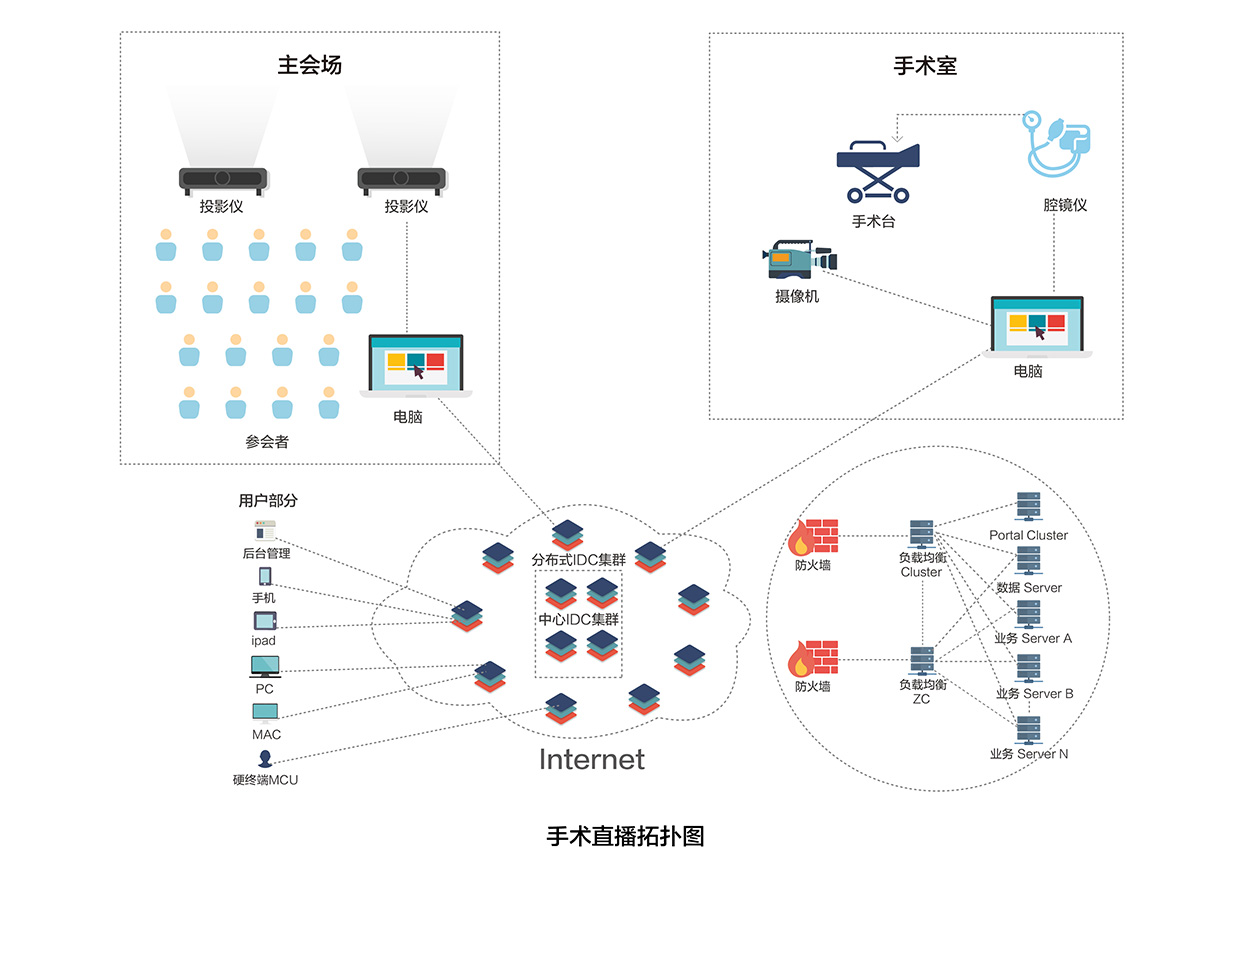 主会场
投影仪
投影仪
电脑
参会者
手术室
手术台
腔镜仪
摄像机
电脑
用户部分
后台管理
手机
ipad
PC
MAC
硬终端MCU
分布式IDC集群
中心IDC集群
Internet
防火墙
防火墙
负载均衡
Cluster
负载均衡
ZC
Portal Cluster
数据 Server
业务 Server A
业务 Server B
业务 Server N
手术直播拓扑图